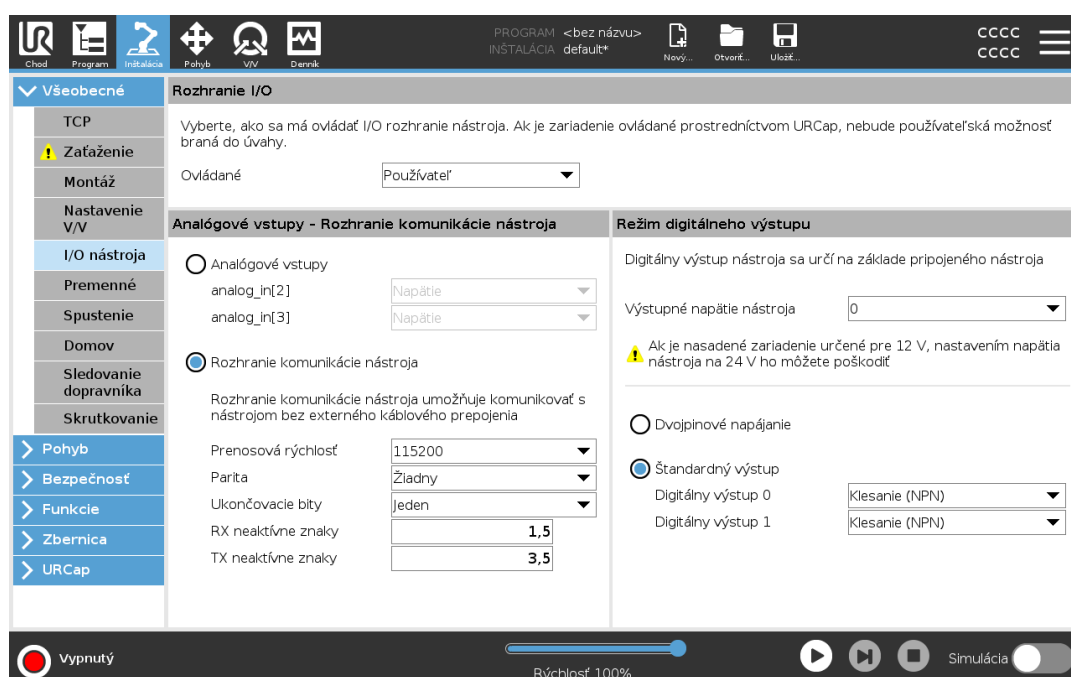 UR
PROGRAM <bez názvu>
INŠTALÁCIA default*
cccc
cccc
Chod Program Inštalácia Pohyb V/V Denník Nový... Otvoriť... Uložiť...
Všeobecné
TCP
Zaťaženie
Montáž
Nastavenie
V/V
I/O nástroja
Premenné
Spustenie
Domov
Sledovanie
dopravníka
Skrutkovanie
Pohyb
Bezpečnosť
Funkcie
Zbernica
URCap
Rozhranie I/O
Vyberte, ako sa má ovládať I/O rozhranie nástroja. Ak je zariadenie ovládané prostredníctvom URCap, nebude používateľská možnosť
braná do úvahy.
Ovládané Používateľ
Analógové vstupy - Rozhranie komunikácie nástroja
Analógové vstupy
analog_in[2] Napätie
analog_in[3] Napätie
Rozhranie komunikácie nástroja
Rozhranie komunikácie nástroja umožňuje komunikovať s
nástrojom bez externého káblového prepojenia
Prenosová rýchlosť 115200
Parita Žiadny
Ukončovacie bity Jeden
RX neaktívne znaky 1,5
TX neaktívne znaky 3,5
Režim digitálneho výstupu
Digitálny výstup nástroja sa určí na základe pripojeného nástroja
Výstupné napätie nástroja 0
Ak je nasadené zariadenie určené pre 12 V, nastavením napätia
nástroja na 24 V ho môžete poškodiť
Dvojpinové napájanie
Štandardný výstup
Digitálny výstup 0 Klesanie (NPN)
Digitálny výstup 1 Klesanie (NPN)
Vypnutý
Rýchlosť 100%
Simulácia